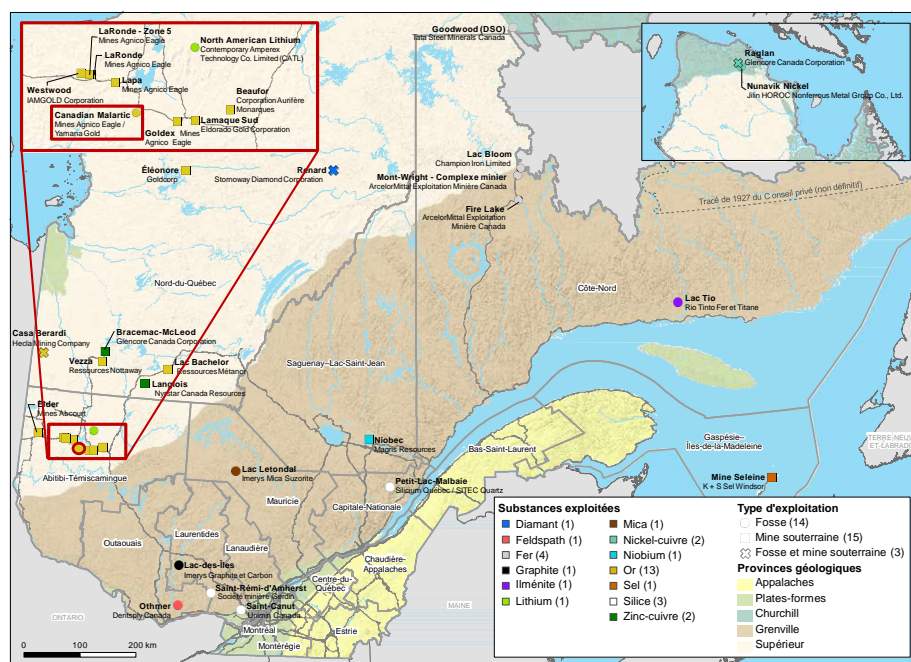 LaRonde - Zone 5
Mines Agnico Eagle
LaRonde
Mines Agnico Eagle
North American Lithium
Contemporary Amperex
Technology Co. Limited (CATL)
Westwood
IAMGOLD Corporation
Lapa
Mines Agnico Eagle
Beaufor
Corporation Aurifère
Monarques
Canadian Malartic
Mines Agnico Eagle /
Yamana Gold
Goldex Mines
Agnico Eagle
Lamaque Sud
Eldorado Gold Corporation
Goodwood (DSO)
Tata Steel Minerals Canada
Raglan
Glencore Canada Corporation
Nunavik Nickel
Jilin HOROC Nonferrous Metal Group Co., Ltd.
Éléonore
Goldcorp
Renard
Stornoway Diamond Corporation
Lac Bloom
Champion Iron Limited
Mont-Wright - Complexe minier
ArcelorMittal Exploitation Minière Canada
Fire Lake
ArcelorMittal Exploitation
Minière Canada
Tracé de 1927 du Conseil privé (non définitif)
Nord-du-Québec
Côte-Nord
Lac Tio
Rio Tinto Fer et Titane
Casa Berardi
Hecla Mining Company
Bracemac-McLeod
Glencore Canada Corporation
Vezza
Ressources Nottaway
Lac Bachelor
Ressources Métanor
Langlois
Nyrstar Canada Resources
Saguenay–Lac-Saint-Jean
Elder
Mines Abcourt
Abitibi-Témiscamingue
Niobec
Magris Resources
Bas-Saint-Laurent
Gaspésie–
Îles-de-la-Madeleine
TERRE-NEUVE-
ET-LABRADOR
Lac Letondal
Imerys Mica Suzorite
Mauricie
Petit-Lac-Malbaie
Silicium Québec / SITEC Quartz
Capitale-Nationale
Mine Seleine
K + S Sel Windsor
Outaouais
Laurentides
Lanaudière
Lac-des-Îles
Imerys Graphite et Carbon
Chaudière-
Appalaches
Centre-du-
Québec
Saint-Rémi-d'Amherst
Société minière Gerdin
Othmer
Dentsply Canada
Saint-Canut
Unimin Canada
Montréal
Montérégie
Estrie
ONTARIO
MAINE
0 100 200 km
Substances exploitées
Diamant (1)
Feldspath (1)
Fer (4)
Graphite (1)
Ilménite (1)
Lithium (1)
Mica (1)
Nickel-cuivre (2)
Niobium (1)
Or (13)
Sel (1)
Silice (3)
Zinc-cuivre (2)
Type d'exploitation
Fosse (14)
Mine souterraine (15)
Fosse et mine souterraine (3)
Provinces géologiques
Appalaches
Plates-formes
Churchill
Grenville
Supérieur